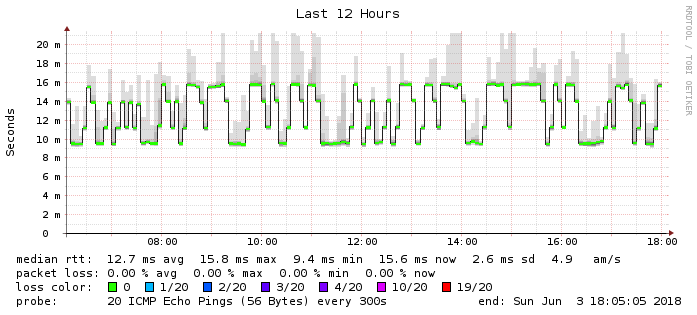 Last 12 Hours
RRDTOOL / TOBI OETIKER
Seconds
20 m
18 m
16 m
14 m
12 m
10 m
8 m
6 m
4 m
2 m
0
08:00 10:00 12:00 14:00 16:00 18:00
median rtt: 12.7 ms avg 15.8 ms max 9.4 ms min 15.6 ms now 2.6 ms sd 4.9 am/s
packet loss: 0.00 % avg 0.00 % max 0.00 % min 0.00 % now
loss color: 0 1/20 2/20 3/20 4/20 10/20 19/20
probe: 20 ICMP Echo Pings (56 Bytes) every 300s end: Sun Jun 3 18:05:05 2018